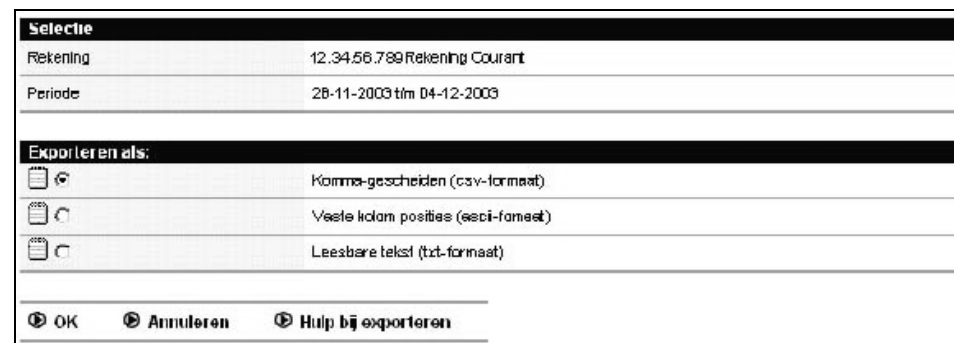 Selectie
Rekening 12.34.56.789 Rekening Courant
Periode 28-11-2003 t/m 04-12-2003
Exporteren als:
Komma-gescheiden (csv-formaat)
Vaste kolom posities (ascii-fomaat)
Leesbare tekst (txt-formaat)
OK Annuleren Hulp bij exporteren